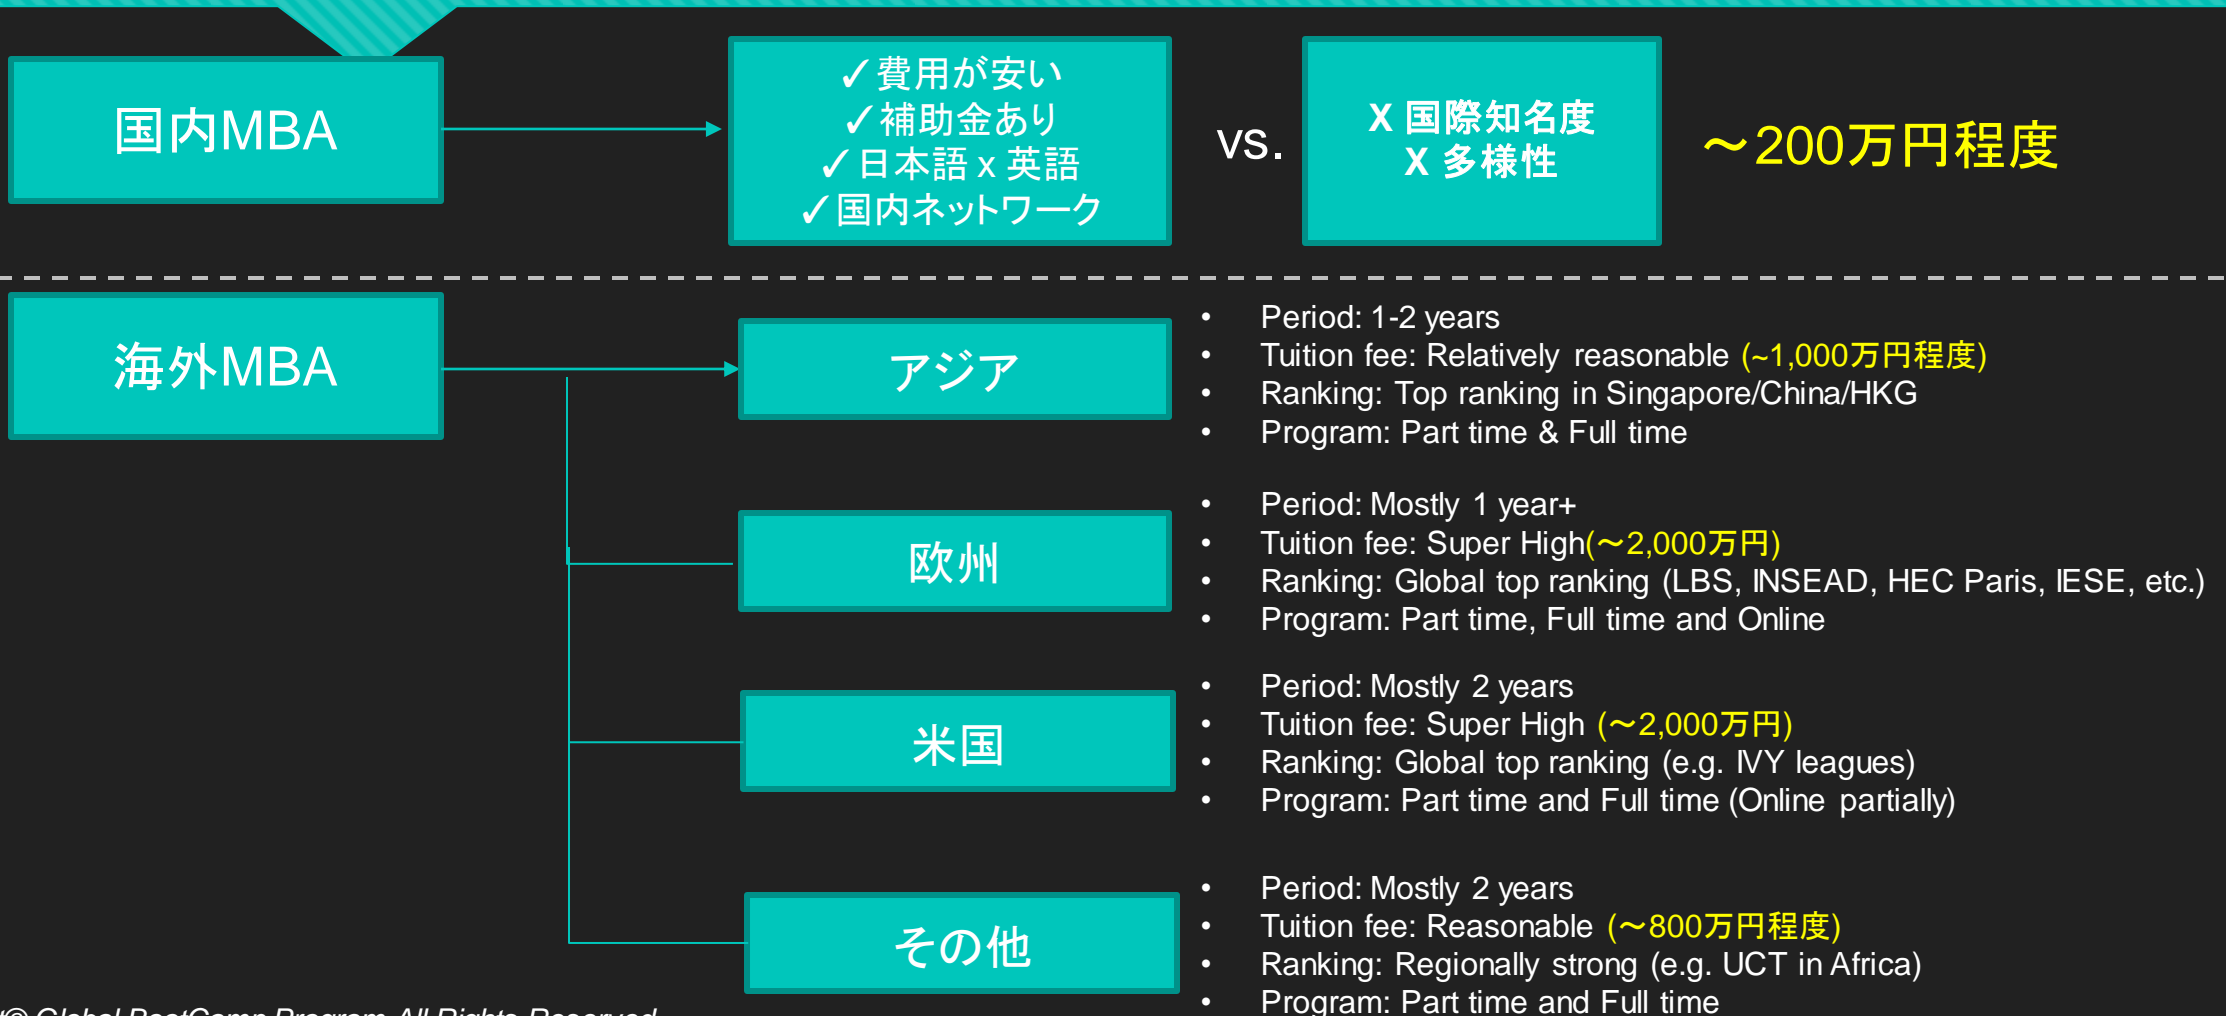 国内MBA
✓費用が安い
✓補助金あり
✓日本語 x 英語
✓国内ネットワーク
vs.
X 国際知名度
X 多様性
～200万円程度
海外MBA
アジア
• Period: 1-2 years
• Tuition fee: Relatively reasonable (~1,000万円程度)
• Ranking: Top ranking in Singapore/China/HKG
• Program: Part time & Full time
欧州
• Period: Mostly 1 year+
• Tuition fee: Super High(～2,000万円)
• Ranking: Global top ranking (LBS, INSEAD, HEC Paris, IESE, etc.)
• Program: Part time, Full time and Online
米国
• Period: Mostly 2 years
• Tuition fee: Super High (～2,000万円)
• Ranking: Global top ranking (e.g. IVY leagues)
• Program: Part time and Full time (Online partially)
その他
• Period: Mostly 2 years
• Tuition fee: Reasonable (～800万円程度)
• Ranking: Regionally strong (e.g. UCT in Africa)
• Program: Part time and Full time
© Global BootCamp Program All Rights Reserved